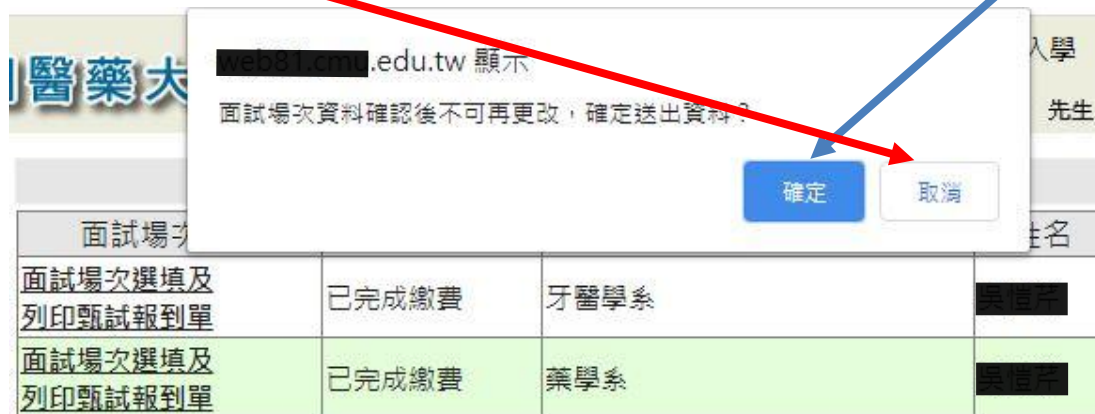 .edu.tw 顯示
入學
醫藥大
面試場次資料確認後不可再更改，確定送出資料？
先生
確定 取消
面試場 名
面試場次選填及
列印甄試報到單
已完成繳費 牙醫學系
面試場次選填及
列印甄試報到單
已完成繳費 藥學系